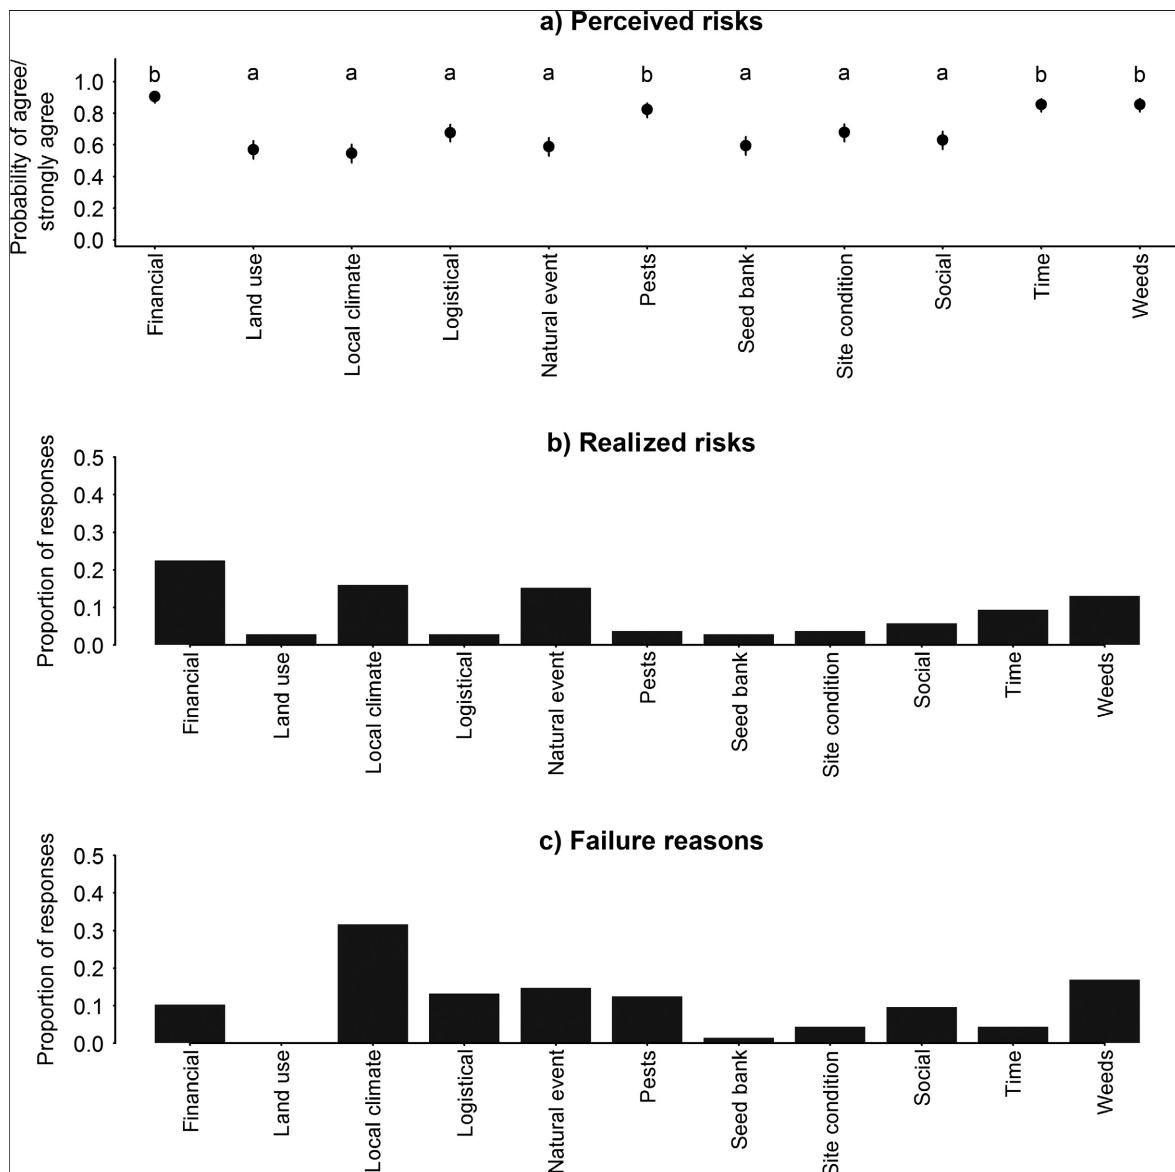 a) Perceived risks
Probability of agree/
strongly agree
1.0
0.8
0.6
0.4
0.2
0.0
b a a a a b a a a b b
Financial
Land use
Local climate
Logistical
Natural event
Pests
Seed bank
Site condition
Social
Time
Weeds
b) Realized risks
Proportion of responses
0.5
0.4
0.3
0.2
0.1
0.0
Financial
Land use
Local climate
Logistical
Natural event
Pests
Seed bank
Site condition
Social
Time
Weeds
c) Failure reasons
Proportion of responses
0.5
0.4
0.3
0.2
0.1
0.0
Financial
Land use
Local climate
Logistical
Natural event
Pests
Seed bank
Site condition
Social
Time
Weeds